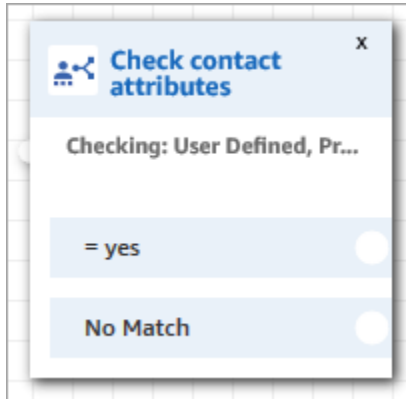 x
Check contact
attributes
Checking: User Defined, Pr...
= yes
No Match